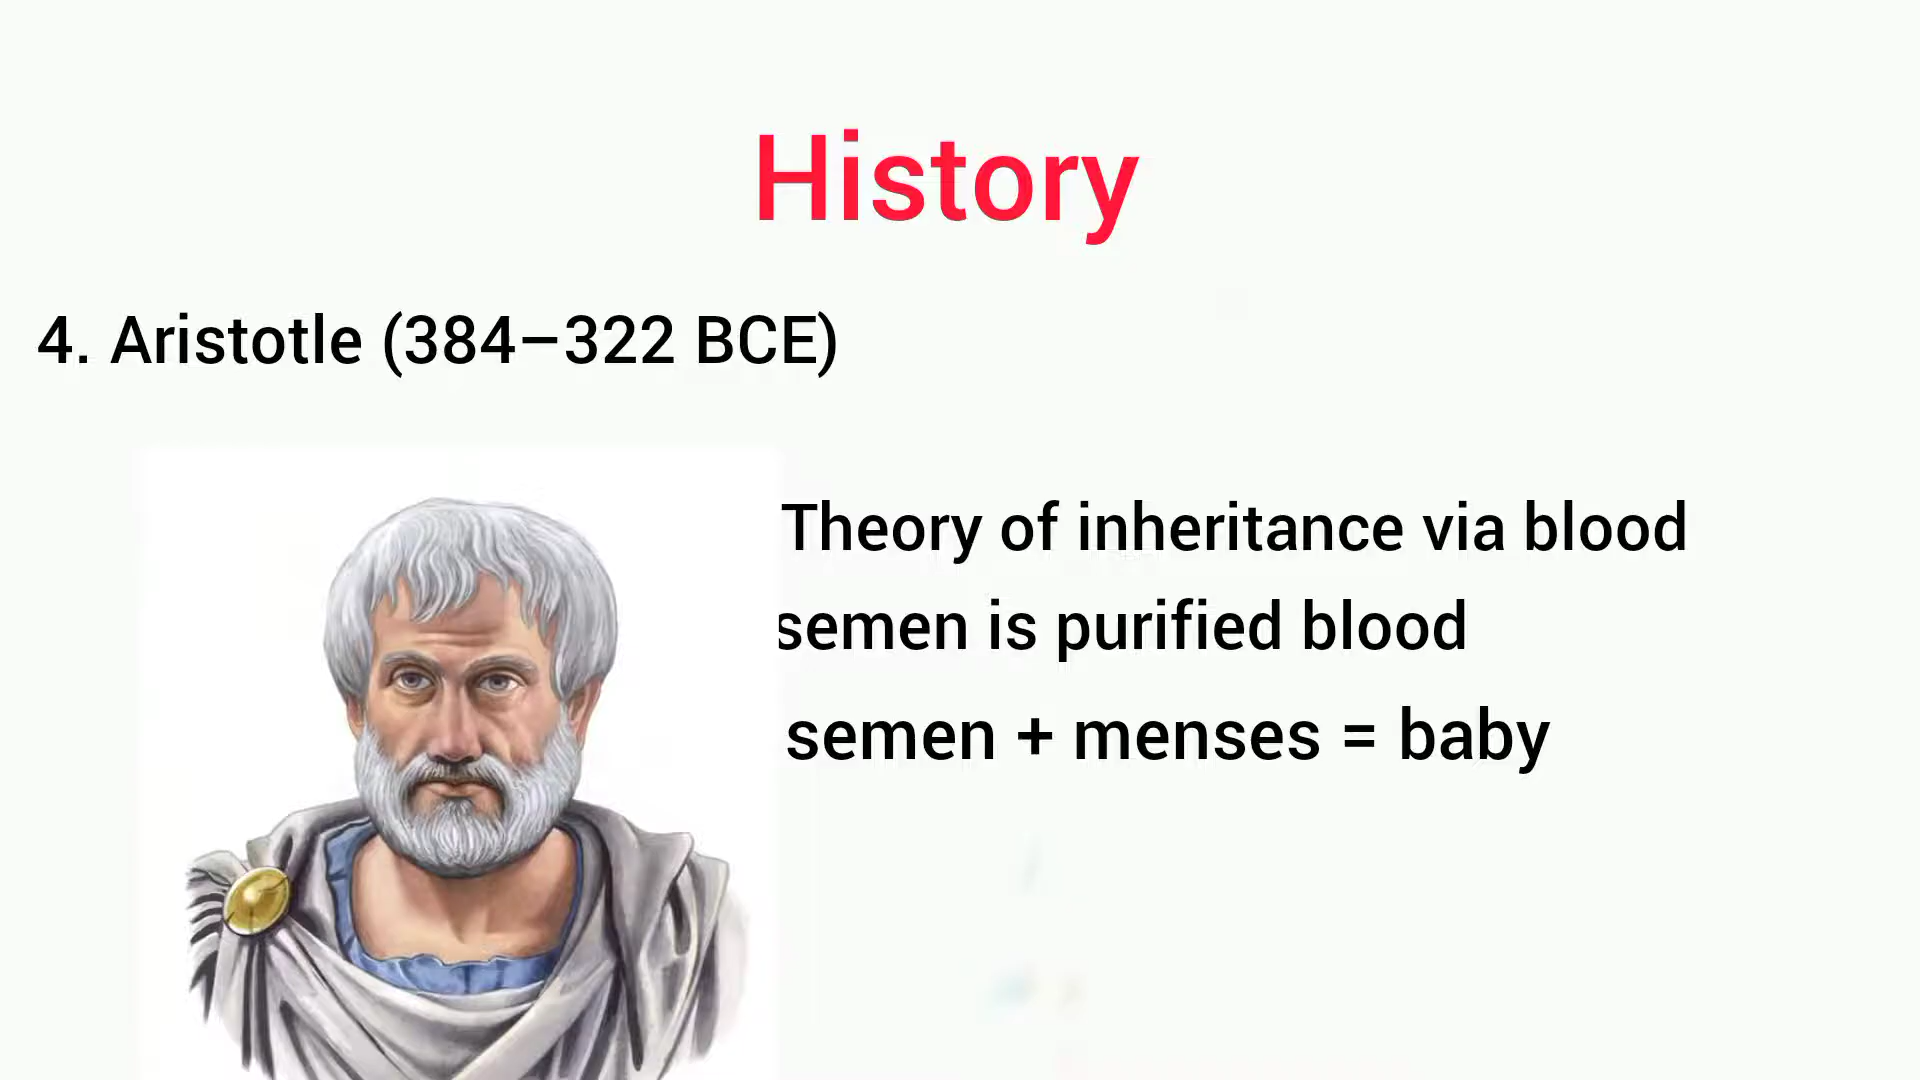 History
4. Aristotle (384–322 BCE)
Theory of inheritance via blood
semen is purified blood
semen + menses = baby